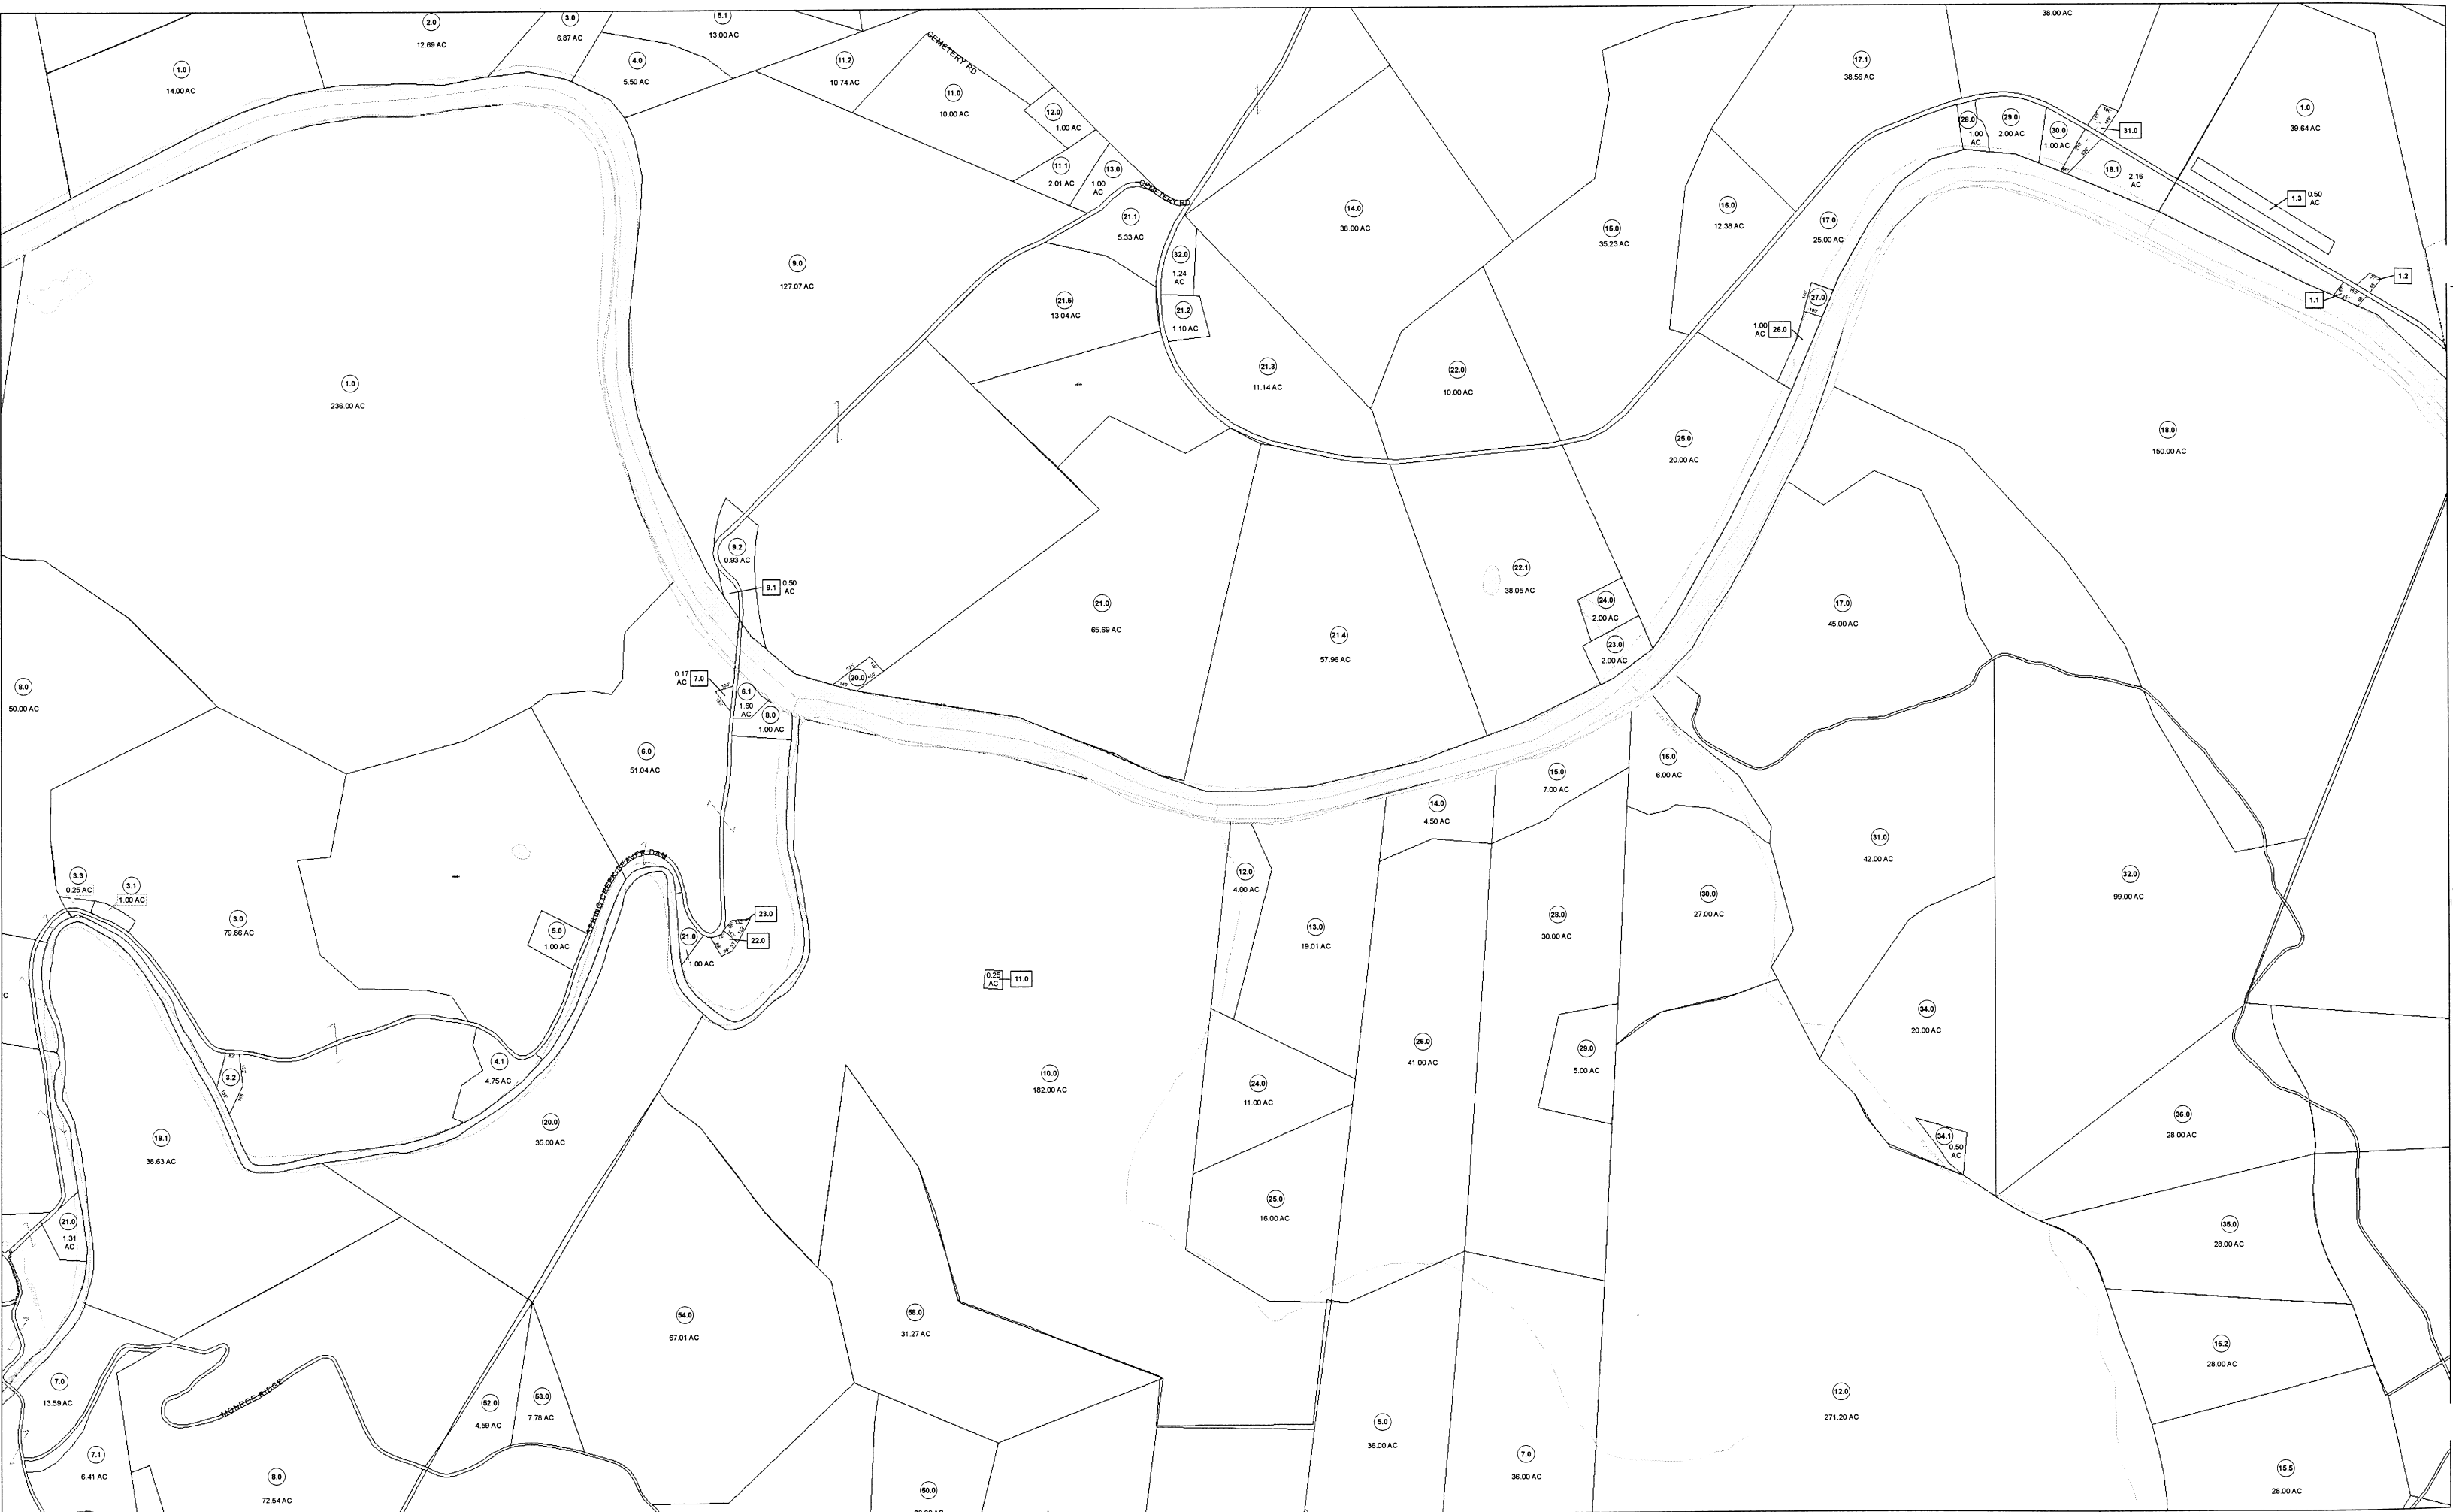 2.0
12.69 AC
3.0
6.87 AC
5.1
13.00 AC
38.00 AC
1.0
14.00 AC
4.0
5.50 AC
11.2
10.74 AC
CEMETERY RD
11.0
10.00 AC
12.0
1.00 AC
17.1
38.56 AC
28.0
1.00
AC
29.0
2.00 AC
30.0
1.00 AC
31.0
1.0
39.64 AC
11.1
2.01 AC
13.0
1.00
AC
CEMETERY RD
18.1
2.16
AC
1.3
0.50
AC
21.1
5.33 AC
14.0
38.00 AC
15.0
35.23 AC
16.0
12.38 AC
17.0
25.00 AC
9.0
127.07 AC
32.0
1.24
AC
1.2
1.1
21.5
13.04 AC
21.2
1.10 AC
27.0
1.00
AC
26.0
1.0
236.00 AC
21.3
11.14 AC
22.0
10.00 AC
25.0
20.00 AC
18.0
150.00 AC
9.2
0.93 AC
9.1
0.50
AC
21.0
65.69 AC
21.4
57.96 AC
22.1
38.05 AC
24.0
2.00 AC
23.0
2.00 AC
17.0
45.00 AC
8.0
50.00 AC
0.17
AC
7.0
6.1
1.60
AC
8.0
1.00 AC
20.0
6.0
51.04 AC
16.0
6.00 AC
15.0
7.00 AC
14.0
4.50 AC
31.0
42.00 AC
32.0
99.00 AC
3.3
0.25 AC
3.1
1.00 AC
3.0
79.86 AC
SPRING CREEK-BEAVER DAM
5.0
1.00 AC
21.0
1.00 AC
23.0
22.0
12.0
4.00 AC
13.0
19.01 AC
28.0
30.00 AC
30.0
27.00 AC
0.25
AC
11.0
34.0
20.00 AC
C
3.2
4.1
4.75 AC
10.0
182.00 AC
24.0
11.00 AC
26.0
41.00 AC
29.0
5.00 AC
19.1
38.63 AC
20.0
35.00 AC
34.1
0.50
AC
36.0
28.00 AC
21.0
1.31
AC
25.0
16.00 AC
35.0
28.00 AC
54.0
67.01 AC
58.0
31.27 AC
15.2
28.00 AC
7.0
13.59 AC
MONROE RIDGE
52.0
4.59 AC
53.0
7.78 AC
5.0
36.00 AC
7.0
36.00 AC
12.0
271.20 AC
7.1
6.41 AC
8.0
72.54 AC
50.0
15.5
28.00 AC